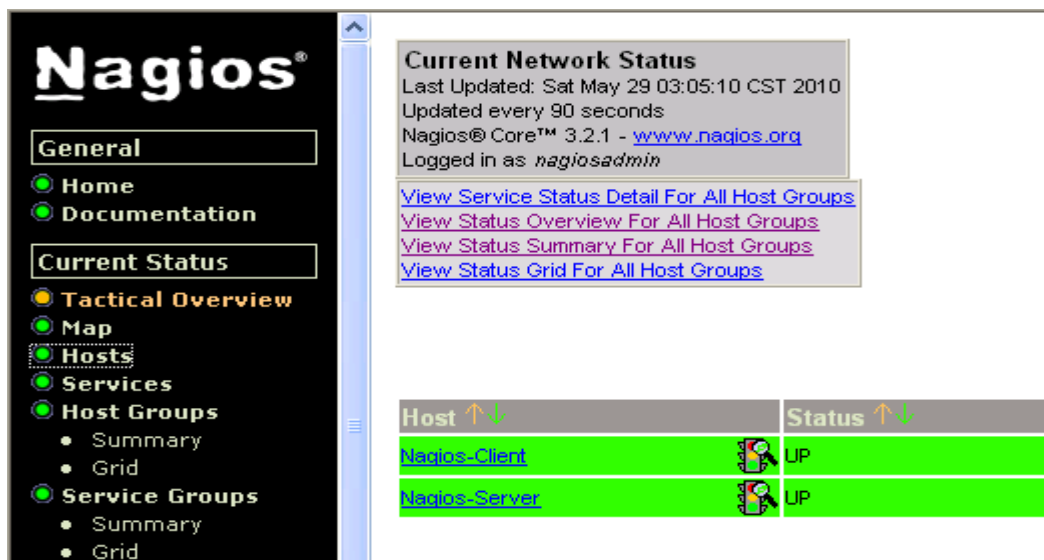 Nagios®
General
Home
Documentation
Current Status
Tactical Overview
Map
Hosts
Services
Host Groups
Summary
Grid
Service Groups
Summary
Grid
Current Network Status
Last Updated: Sat May 29 03:05:10 CST 2010
Updated every 90 seconds
Nagios® Core™ 3.2.1 - www.nagios.org
Logged in as nagiosadmin
View Service Status Detail For All Host Groups
View Status Overview For All Host Groups
View Status Summary For All Host Groups
View Status Grid For All Host Groups
Host Status
Nagios-Client UP
Nagios-Server UP